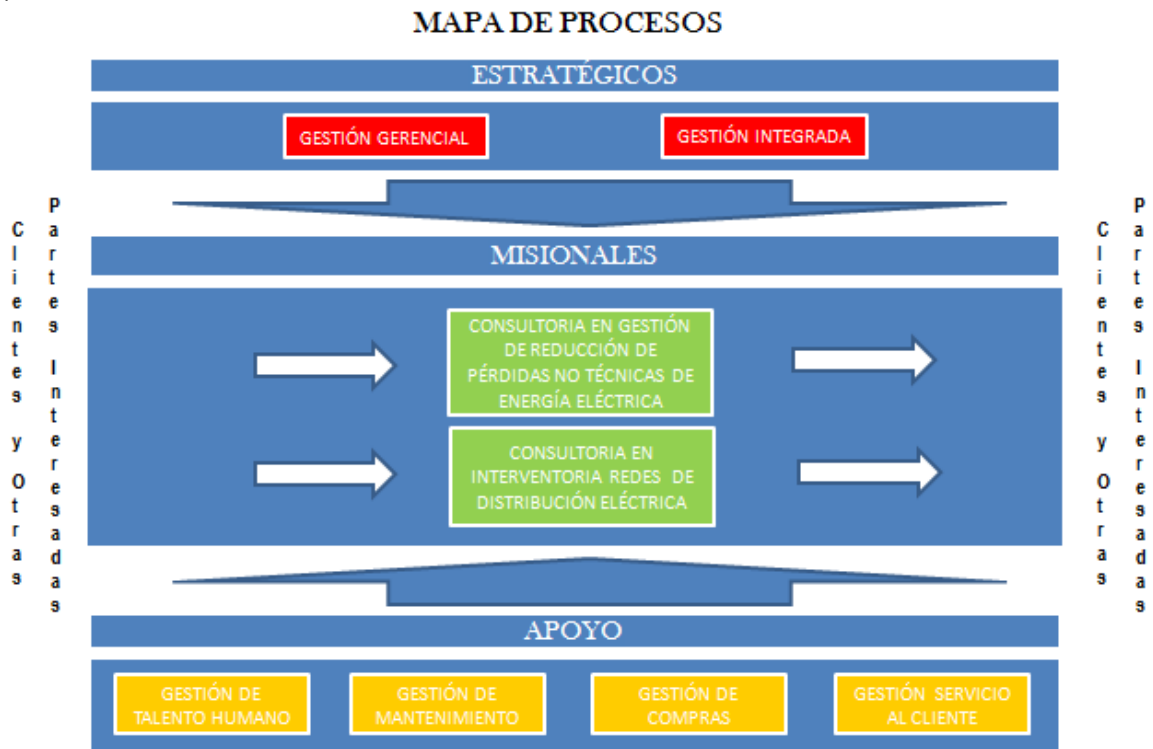 MAPA DE PROCESOS
ESTRATÉGICOS
GESTIÓN GERENCIAL
GESTIÓN INTEGRADA
Clientes y Otras
Partes Interesadas
MISIONALES
CONSULTORIA EN GESTIÓN
DE REDUCCIÓN DE
PÉRDIDAS NO TÉCNICAS DE
ENERGÍA ELÉCTRICA
CONSULTORIA EN
INTERVENTORIA REDES DE
DISTRIBUCIÓN ELÉCTRICA
Clientes y Otras
Partes Interesadas
APOYO
GESTIÓN DE
TALENTO HUMANO
GESTIÓN DE
MANTENIMIENTO
GESTIÓN DE
COMPRAS
GESTIÓN SERVICIO
AL CLIENTE